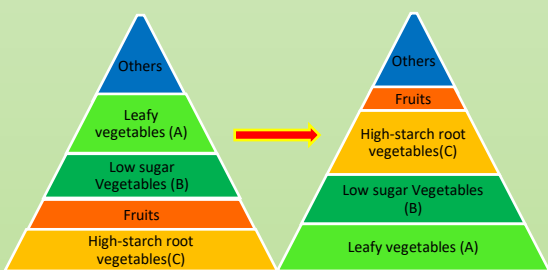 Others
Leafy
vegetables (A)
Low sugar
Vegetables (B)
Fruits
High-starch root
vegetables(C)
Others
Fruits
High-starch root
vegetables(C)
Low sugar Vegetables
(B)
Leafy vegetables (A)